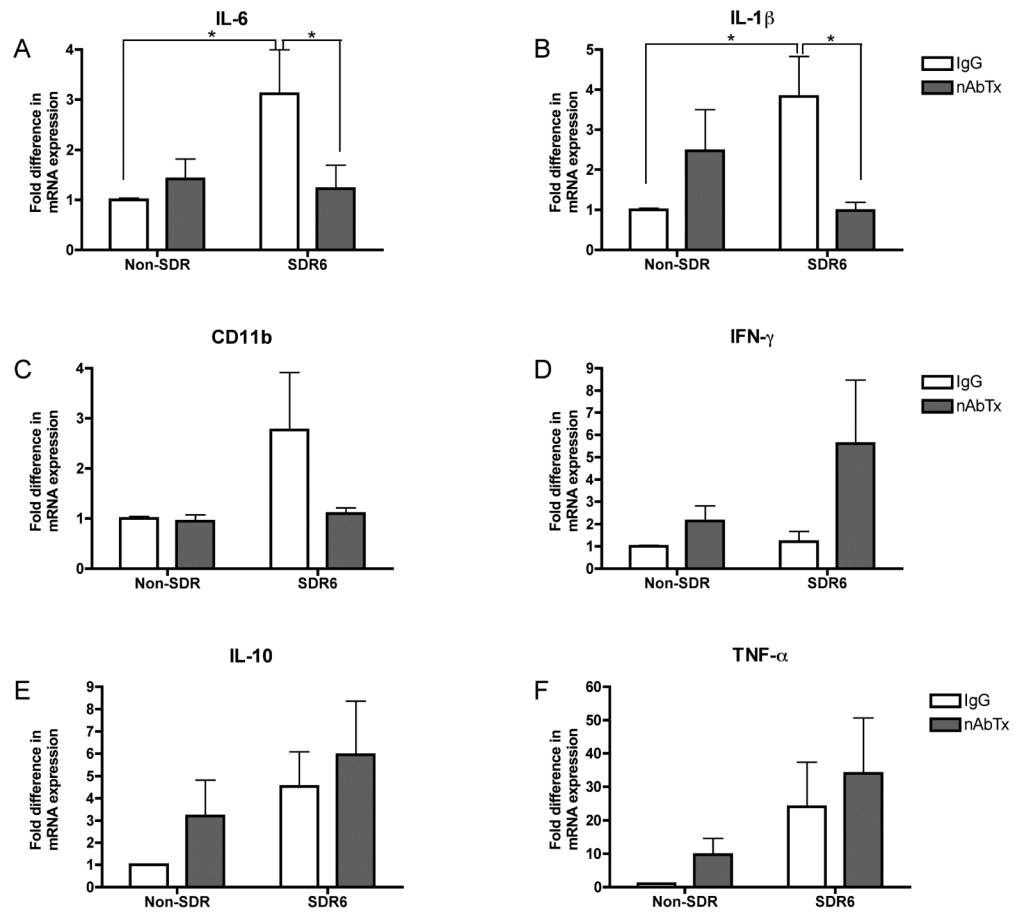 A
IL-6
Fold difference in
mRNA expression
4
3
2
1
0
*
*
Non-SDR
SDR6
B
IL-1β
Fold difference in
mRNA expression
5
4
3
2
1
0
*
*
Non-SDR
SDR6
IgG
nAbTx
C
CD11b
Fold difference in
mRNA expression
4
3
2
1
0
Non-SDR
SDR6
D
IFN-γ
Fold difference in
mRNA expression
9
8
7
6
5
4
3
2
1
0
Non-SDR
SDR6
IgG
nAbTx
E
IL-10
Fold difference in
mRNA expression
9
8
7
6
5
4
3
2
1
0
Non-SDR
SDR6
F
TNF-α
Fold difference in
mRNA expression
60
50
40
30
20
10
0
Non-SDR
SDR6
IgG
nAbTx